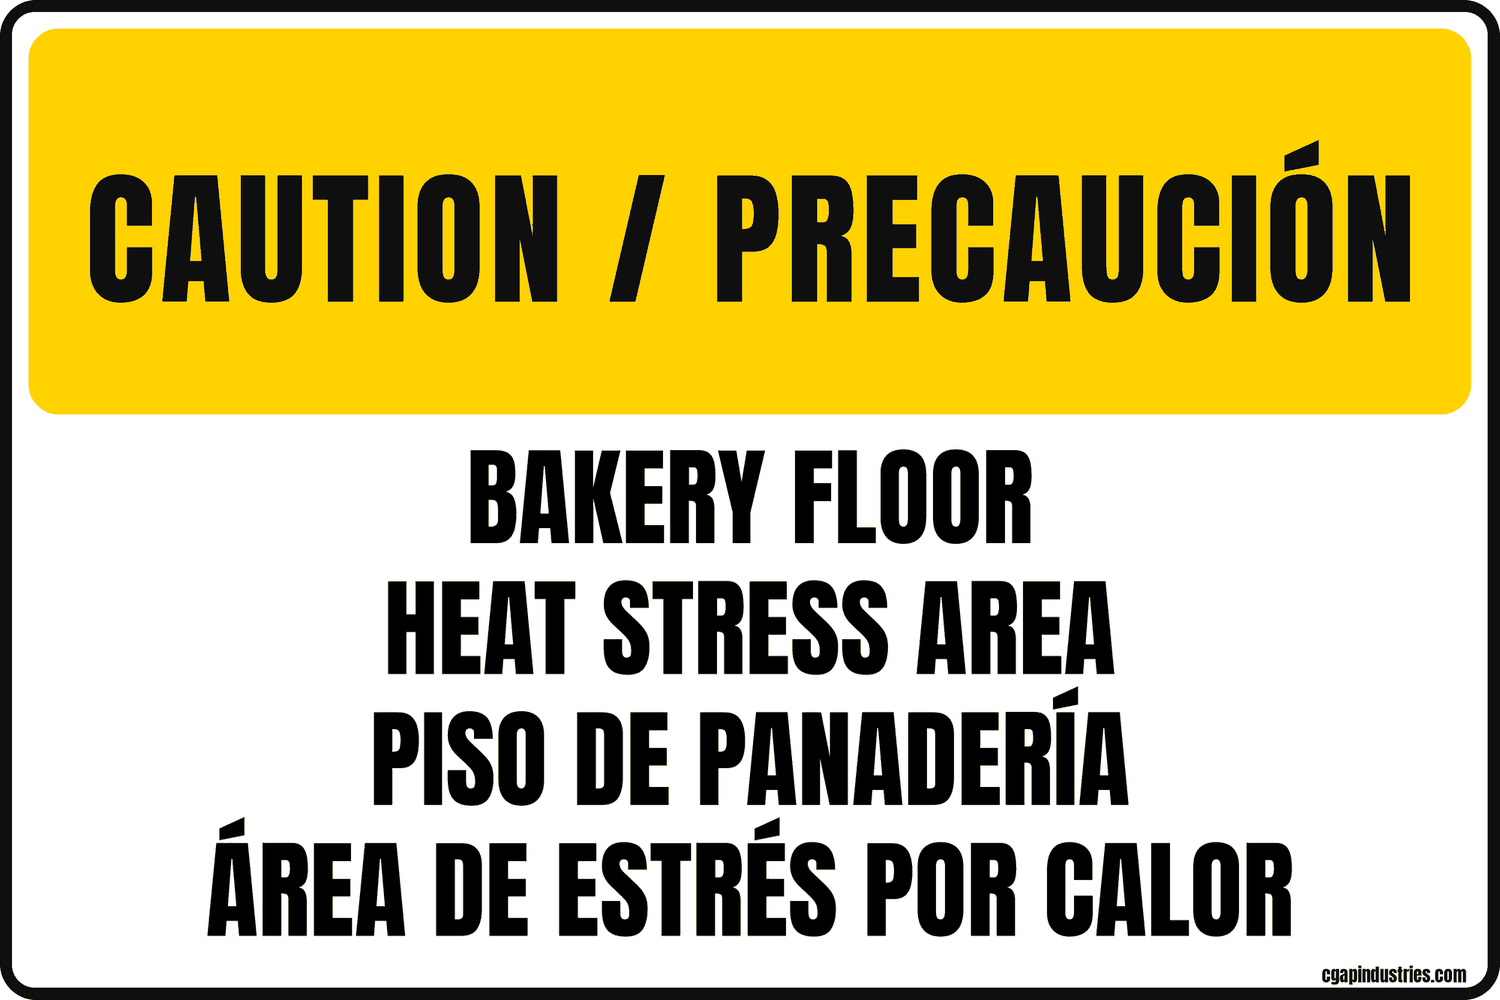 CAUTION / PRECAUCIÓN
BAKERY FLOOR
HEAT STRESS AREA
PISO DE PANADERÍA
ÁREA DE ESTRÉS POR CALOR
cgapindustries.com